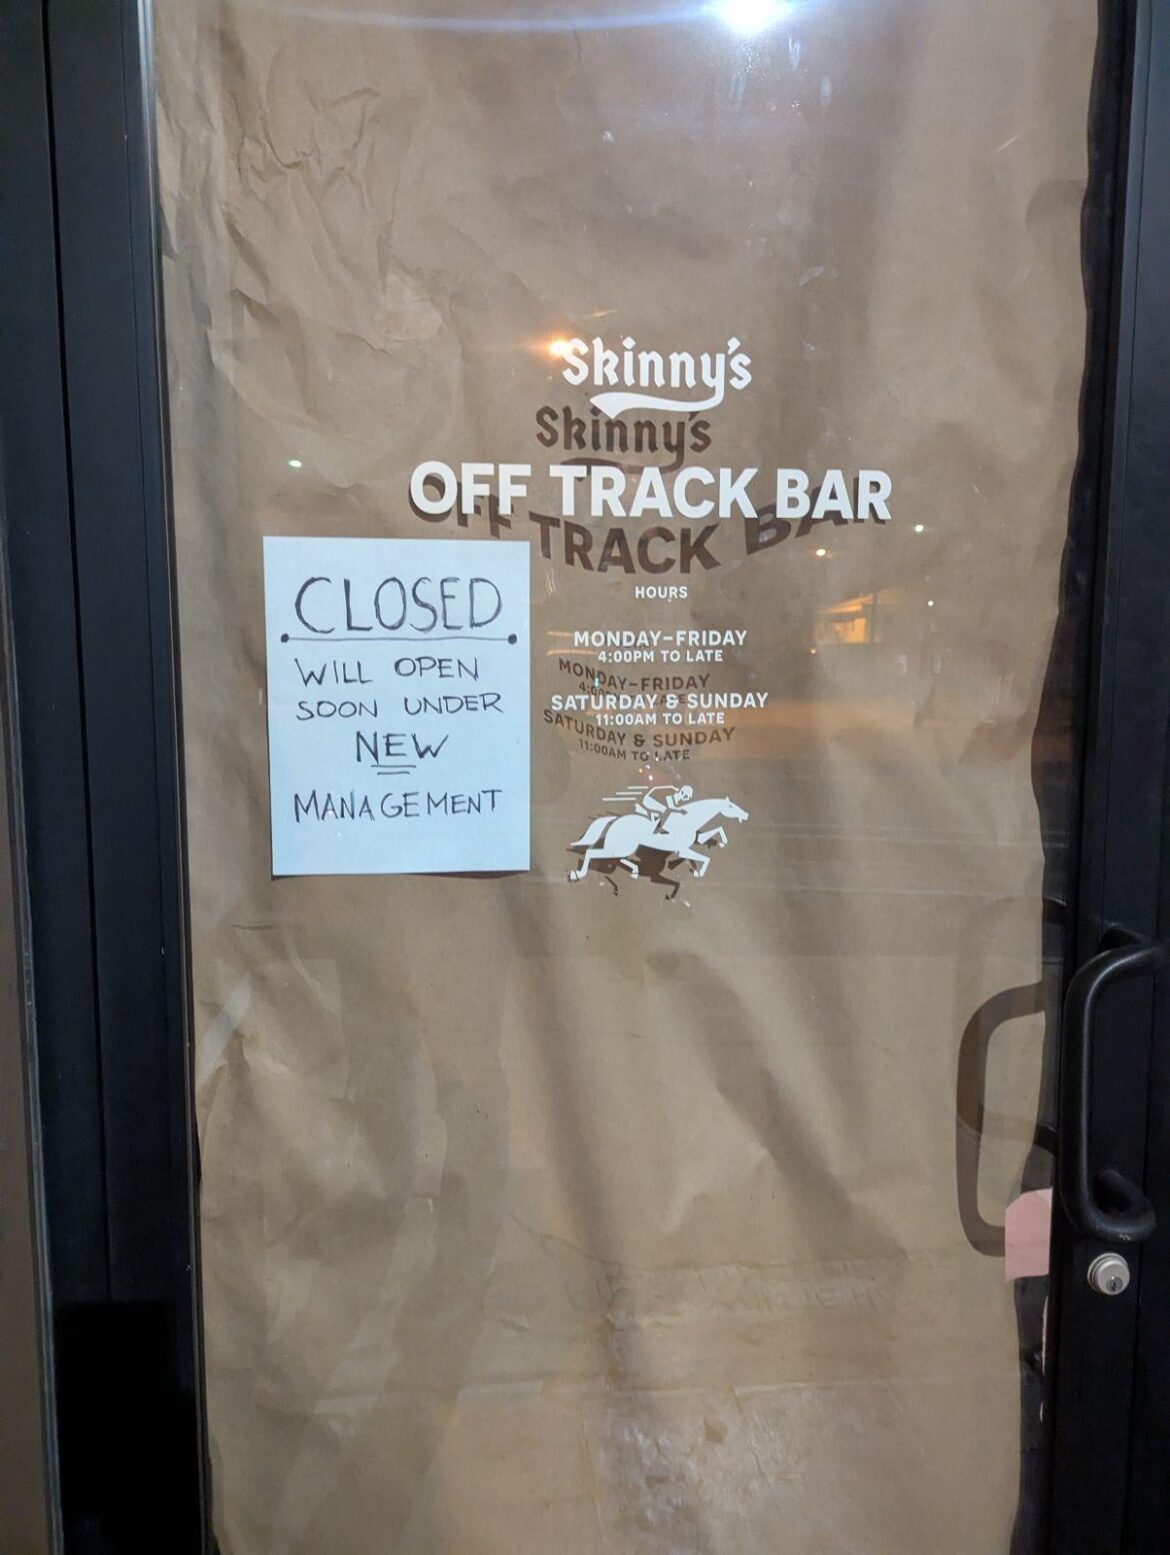 Skinny's
OFF TRACK BAR
HOURS
MONDAY–FRIDAY
4:00PM TO LATE
SATURDAY & SUNDAY
11:00AM TO LATE
CLOSED
WILL OPEN
SOON UNDER
NEW
MANAGEMENT